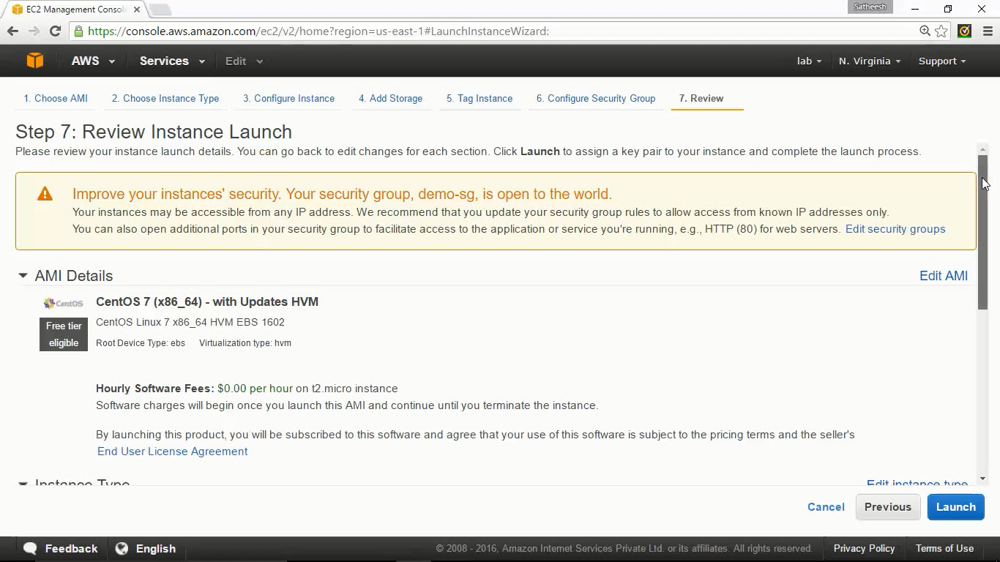 EC2 Management Consol
Satheesh
https://console.aws.amazon.com/ec2/v2/home?region=us-east-1#LaunchInstanceWizard:
AWS Services Edit lab N. Virginia Support
1. Choose AMI 2. Choose Instance Type 3. Configure Instance 4. Add Storage 5. Tag Instance 6. Configure Security Group 7. Review
Step 7: Review Instance Launch
Please review your instance launch details. You can go back to edit changes for each section. Click Launch to assign a key pair to your instance and complete the launch process.
Improve your instances' security. Your security group, demo-sg, is open to the world.
Your instances may be accessible from any IP address. We recommend that you update your security group rules to allow access from known IP addresses only.
You can also open additional ports in your security group to facilitate access to the application or service you're running, e.g., HTTP (80) for web servers. Edit security groups
AMI Details Edit AMI
CentOS CentOS 7 (x86_64) - with Updates HVM
CentOS Linux 7 x86_64 HVM EBS 1602
Free tier
eligible
Root Device Type: ebs Virtualization type: hvm
Hourly Software Fees: $0.00 per hour on t2.micro instance
Software charges will begin once you launch this AMI and continue until you terminate the instance.
By launching this product, you will be subscribed to this software and agree that your use of this software is subject to the pricing terms and the seller's
End User License Agreement
Instance Type Edit instance type
Cancel Previous Launch
Feedback English © 2008 - 2016, Amazon Internet Services Private Ltd. or its affiliates. All rights reserved. Privacy Policy Terms of Use